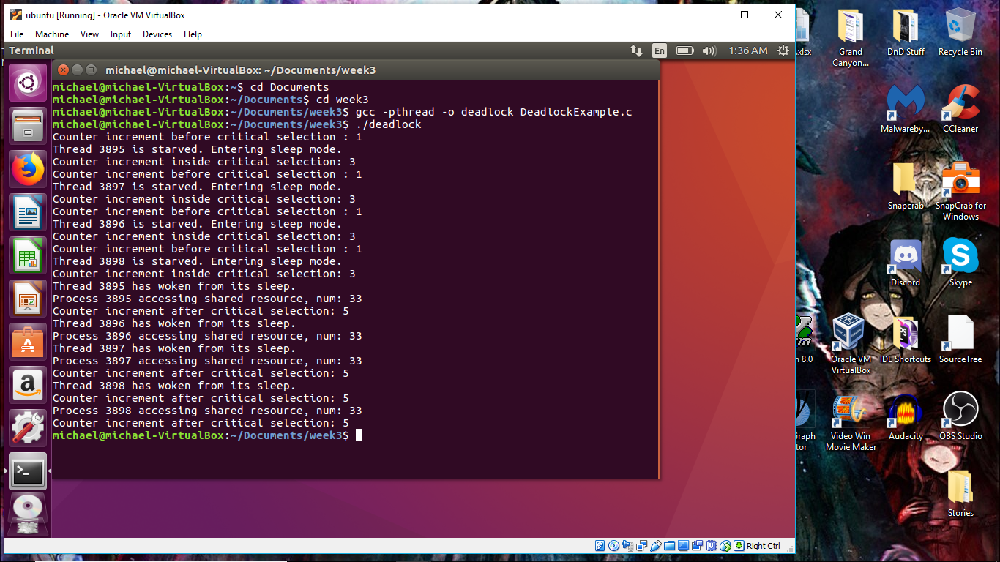 ubuntu [Running] - Oracle VM VirtualBox
File Machine View Input Devices Help
Terminal En 1:36 AM
michael@michael-VirtualBox: ~/Documents/week3
michael@michael-VirtualBox:~$ cd Documents
michael@michael-VirtualBox:~/Documents$ cd week3
michael@michael-VirtualBox:~/Documents/week3$ gcc -pthread -o deadlock DeadlockExample.c
michael@michael-VirtualBox:~/Documents/week3$ ./deadlock
Counter increment before critical selection : 1
Thread 3895 is starved. Entering sleep mode.
Counter increment inside critical selection: 3
Counter increment before critical selection : 1
Thread 3897 is starved. Entering sleep mode.
Counter increment inside critical selection: 3
Counter increment before critical selection : 1
Thread 3896 is starved. Entering sleep mode.
Counter increment inside critical selection: 3
Counter increment before critical selection : 1
Thread 3898 is starved. Entering sleep mode.
Counter increment inside critical selection: 3
Thread 3895 has woken from its sleep.
Process 3895 accessing shared resource, num: 33
Counter increment after critical selection: 5
Thread 3896 has woken from its sleep.
Process 3896 accessing shared resource, num: 33
Thread 3897 has woken from its sleep.
Process 3897 accessing shared resource, num: 33
Counter increment after critical selection: 5
Thread 3898 has woken from its sleep.
Counter increment after critical selection: 5
Process 3898 accessing shared resource, num: 33
Counter increment after critical selection: 5
michael@michael-VirtualBox:~/Documents/week3$
Right Ctrl
.xlsx
Grand
Canyon...
DnD Stuff
Recycle Bin
Malwareby...
CCleaner
Snapcrab
SnapCrab for
Windows
Discord
Skype
n 8.0
Oracle VM
VirtualBox
IDE Shortcuts
SourceTree
Graph
tor
Video Win
Movie Maker
Audacity
OBS Studio
Stories